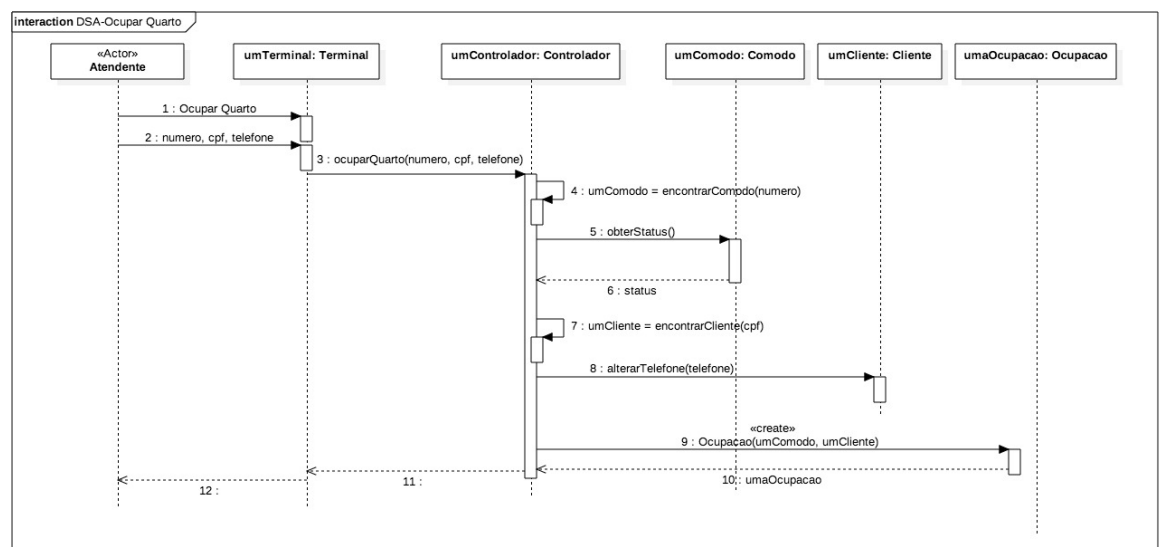 interaction DSA-Ocupar Quarto
«Actor»
Atendente
umTerminal: Terminal
umControlador: Controlador
umComodo: Comodo
umCliente: Cliente
umaOcupacao: Ocupacao
1 : Ocupar Quarto
2 : numero, cpf, telefone
3 : ocuparQuarto(numero, cpf, telefone)
4 : umComodo = encontrarComodo(numero)
5 : obterStatus()
6 : status
7 : umCliente = encontrarCliente(cpf)
8 : alterarTelefone(telefone)
«create»
9 : Ocupacao(umComodo, umCliente)
10 : umaOcupacao
11 :
12 :